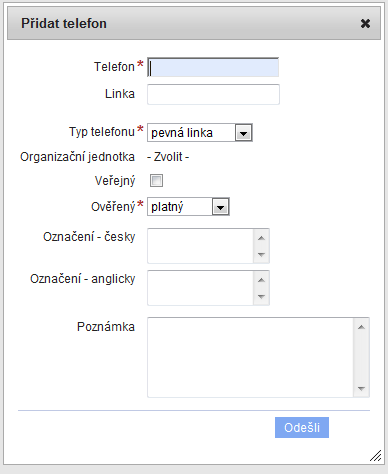 Přidat telefon
Telefon *
Linka
Typ telefonu * pevná linka
Organizační jednotka - Zvolit -
Veřejný
Ověřený * platný
Označení - česky
Označení - anglicky
Poznámka
Odešli